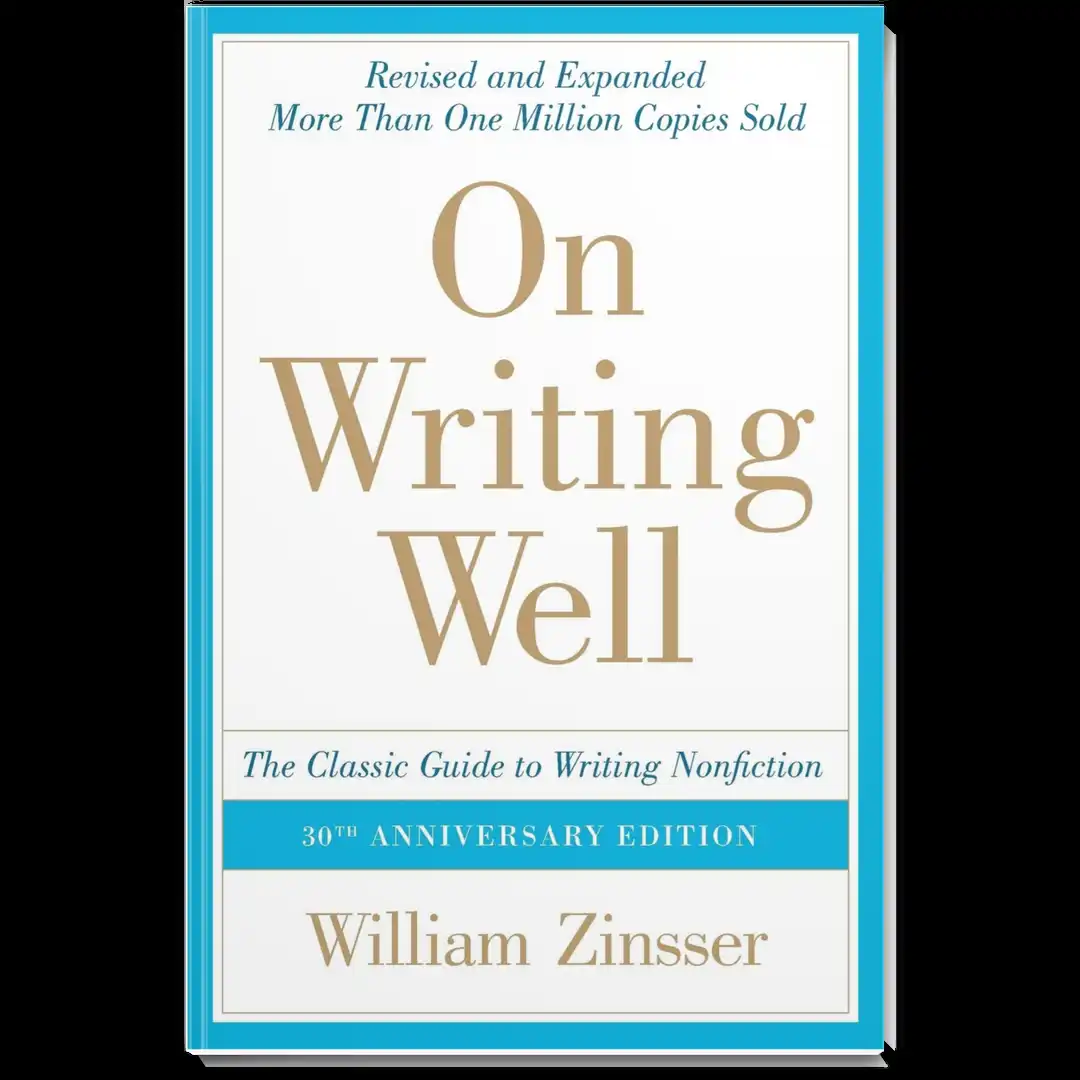 Revised and Expanded
More Than One Million Copies Sold
On
Writing
Well
The Classic Guide to Writing Nonfiction
30TH ANNIVERSARY EDITION
William Zinsser